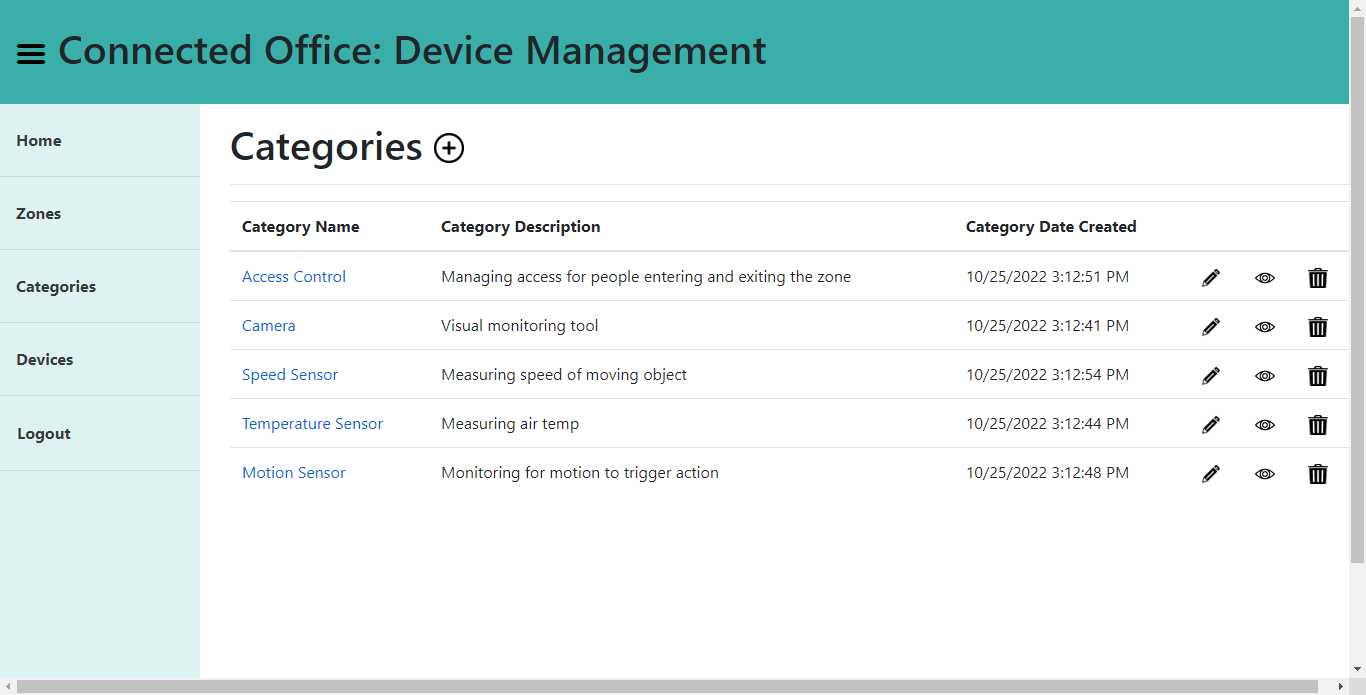 Connected Office: Device Management
Home
Zones
Categories
Devices
Logout
Categories
Category Name Category Description Category Date Created
Access Control Managing access for people entering and exiting the zone 10/25/2022 3:12:51 PM
Camera Visual monitoring tool 10/25/2022 3:12:41 PM
Speed Sensor Measuring speed of moving object 10/25/2022 3:12:54 PM
Temperature Sensor Measuring air temp 10/25/2022 3:12:44 PM
Motion Sensor Monitoring for motion to trigger action 10/25/2022 3:12:48 PM